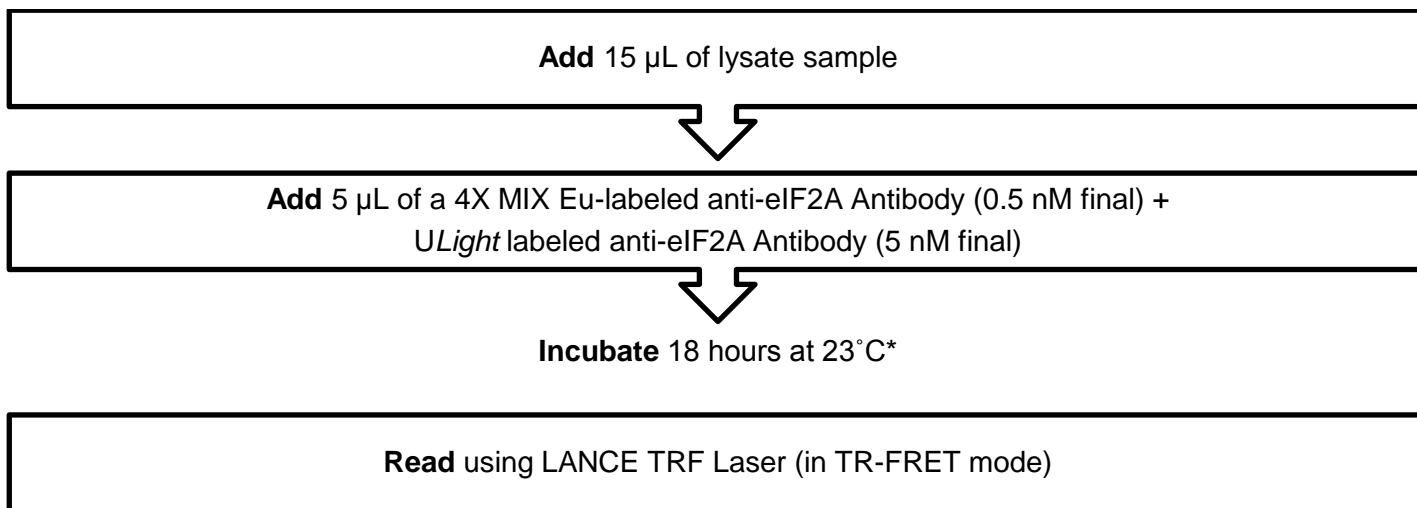 Add 15 µL of lysate sample
Add 5 µL of a 4X MIX Eu-labeled anti-eIF2A Antibody (0.5 nM final) +
ULight labeled anti-eIF2A Antibody (5 nM final)
Incubate 18 hours at 23˚C*
Read using LANCE TRF Laser (in TR-FRET mode)